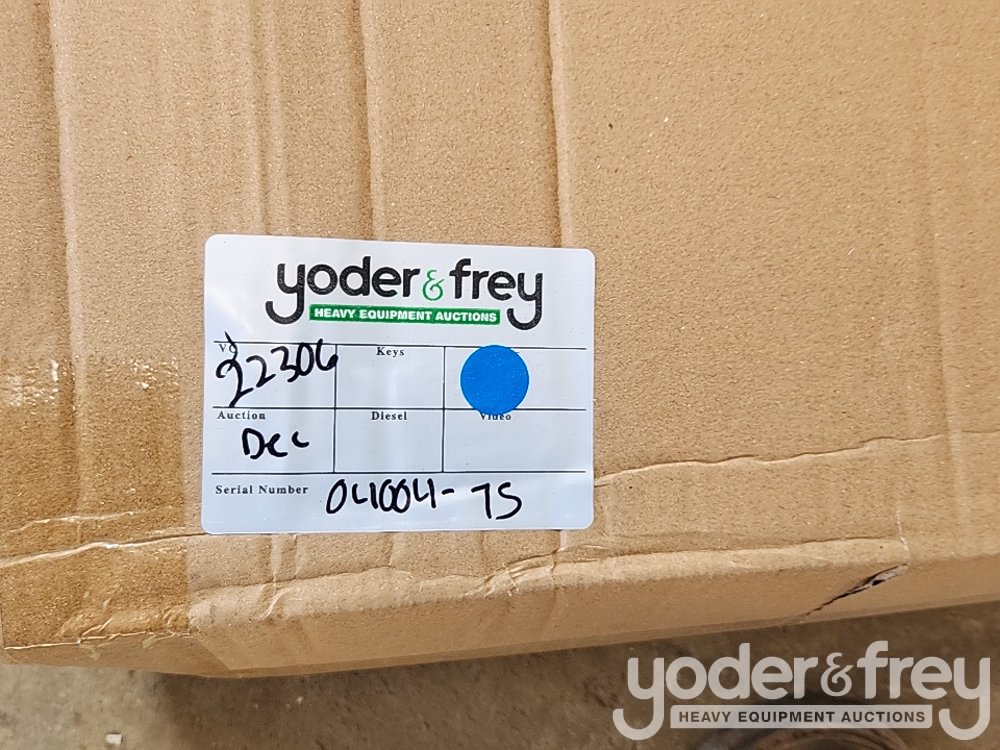 yoder & frey
HEAVY EQUIPMENT AUCTIONS
Keys
22306
Auction Diesel Video
Dec
Serial Number 041004-75
yoder & frey
HEAVY EQUIPMENT AUCTIONS